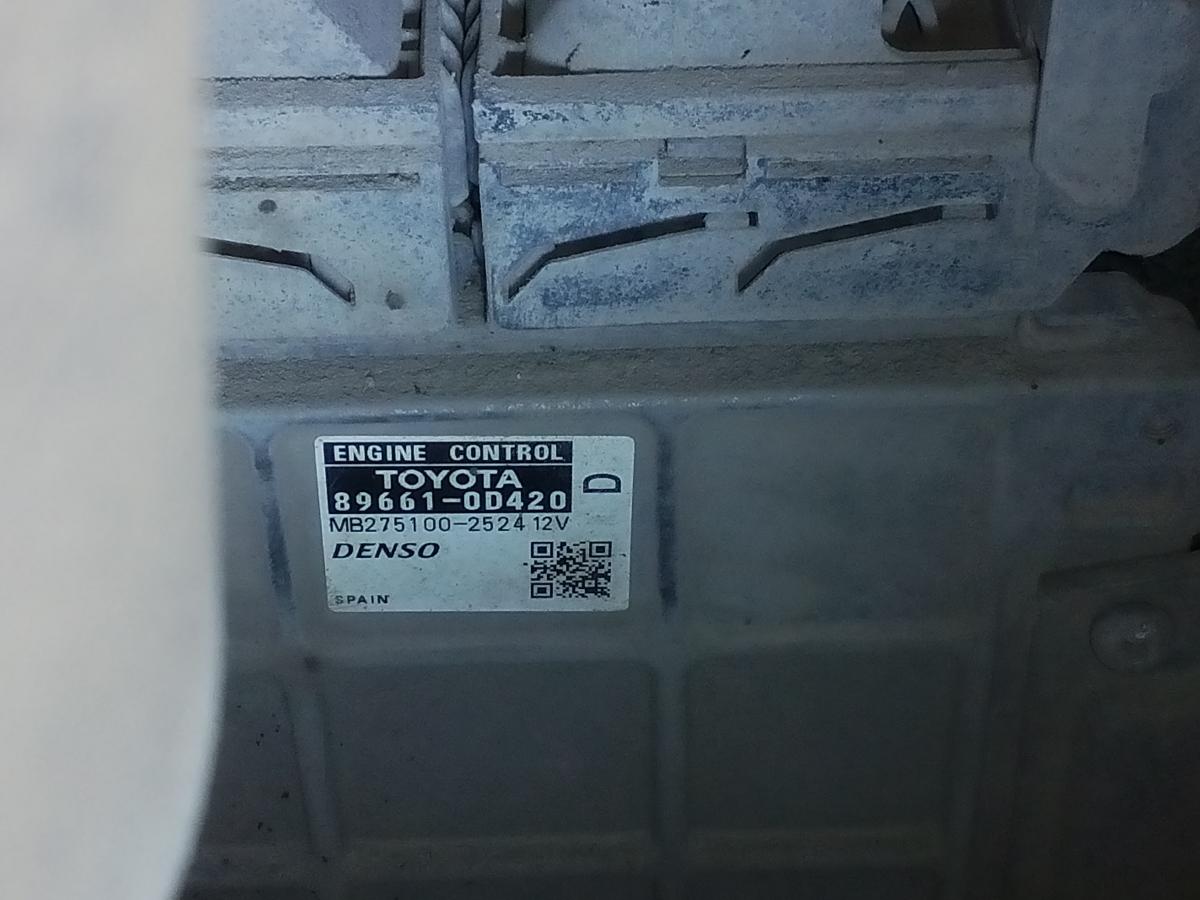 ENGINE CONTROL
TOYOTA
89661-0D420
D
MB275100-2524 12V
DENSO
SPAIN